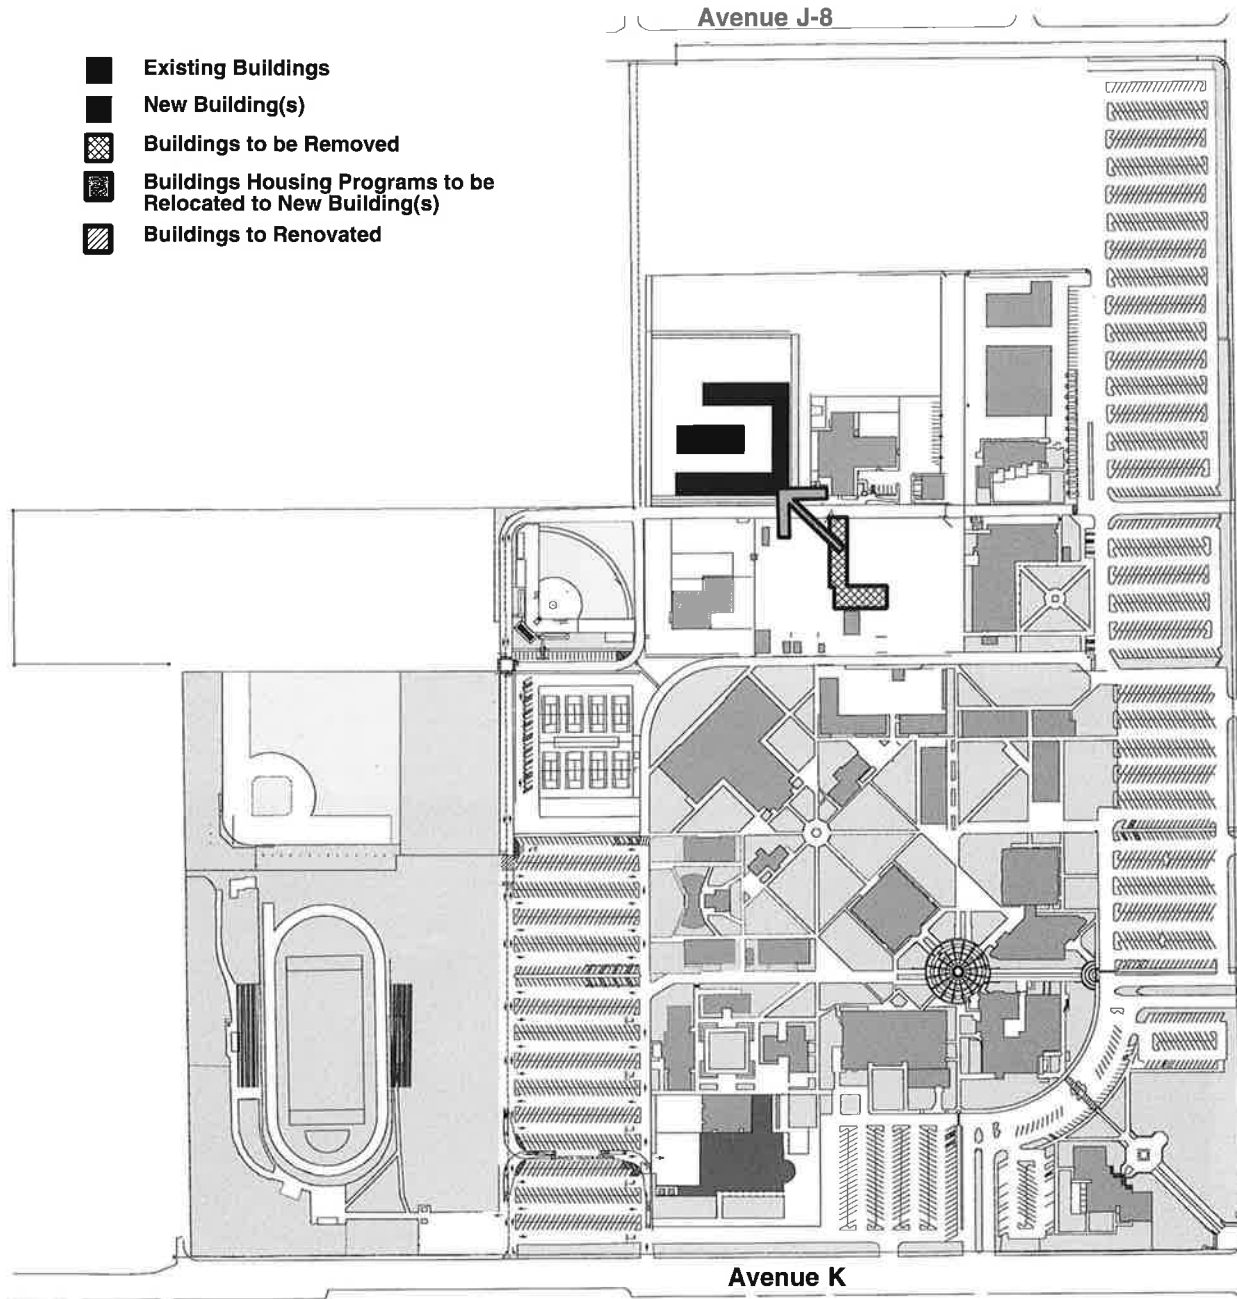 Avenue J-8
Existing Buildings
New Building(s)
Buildings to be Removed
Buildings Housing Programs to be
Relocated to New Building(s)
Buildings to Renovated
Avenue K